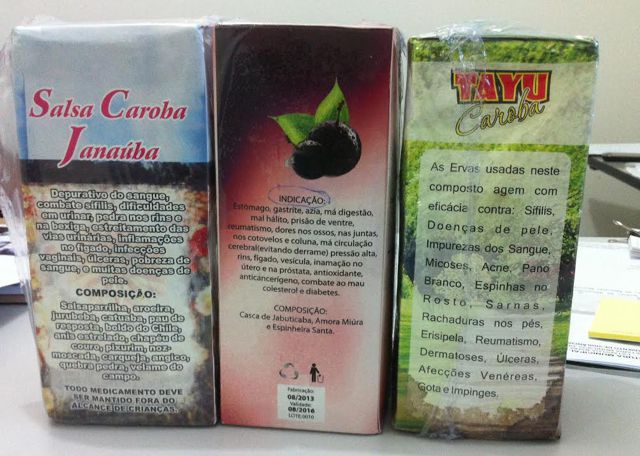 Salsa Caroba
Janaúba
Depurativo do sangue,
combate sífilis, dificuldades
em urinar, pedra nos rins e
na bexiga, estreitamento das
vias urinárias, inflamações
no fígado, infecções
vaginais, úlceras, pobreza de
sangue, e muitas doenças de
pele.
COMPOSIÇÃO:
Salsaparrilha, aroeira,
jurubeba, catuaba, pau de
resposta, boldo do Chile,
anis estrelado, chapéu de
couro, pixurim, noz-
moscada, carqueja, angico,
quebra pedra, velame do
campo.
TODO MEDICAMENTO DEVE
SER MANTIDO FORA DO
ALCANCE DE CRIANÇAS.
INDICAÇÃO:
Estômago, gastrite, azia, má digestão,
mal hálito, prisão de ventre,
reumatismo, dores nos ossos, nas juntas,
nos cotovelos e coluna, má circulação
cerebral(evitando derrame) pressão alta,
rins, fígado, vesícula, inamação no
útero e na próstata, antioxidante,
anticancerígeno, combate ao mau
colesterol e diabetes.
COMPOSIÇÃO:
Casca de Jabuticaba, Amora Miúra
e Espinheira Santa.
Fabricação:
08/2013
Validade:
08/2016
LOTE:0010
TAYU
Caroba
As Ervas usadas neste
composto agem com
eficácia contra: Sífilis,
Doenças de pele,
Impurezas dos Sangue,
Micoses, Acne, Pano
Branco, Espinhas no
Rosto, Sarnas,
Rachaduras nos pés,
Erisipela, Reumatismo,
Dermatoses, Úlceras,
Afecções Venéreas,
Gota e Impinges.